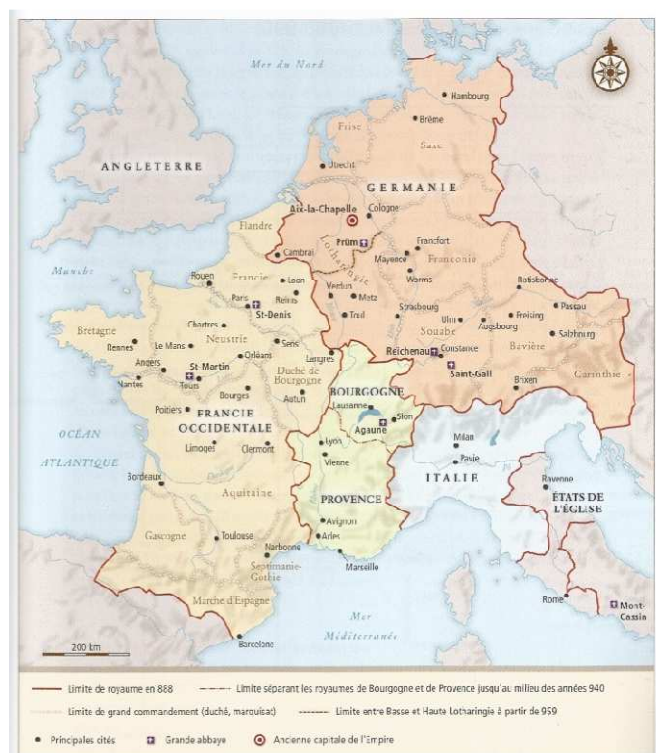 Mer du Nord
Hambourg
Brême
Frise
Saxe
ANGLETERRE
Utrecht
GERMANIE
Aix-la-Chapelle
Cologne
Flandre
Prüm
Cambrai
Lotharingie
Francfort
Mayence
Franconie
Worms
Manche
Rouen
Francie
Laon
Reims
Verdun
Metz
Ratisbonne
Paris
St-Denis
Toul
Strasbourg
Ulm
Augsbourg
Freising
Passau
Salzbourg
Chartres
Bretagne
Rennes
Le Mans
Neustrie
Orléans
Sens
Souabe
Bavière
Reichenau
Constance
Carinthie
Angers
St-Martin
Langres
Saint-Gall
Nantes
Tours
Bourges
Duché de
Bourgogne
Autun
BOURGOGNE
Brixen
Lausanne
Sion
Agaune
Poitiers
FRANCIE
OCCIDENTALE
OCÉAN
ATLANTIQUE
Limoges
Clermont
Lyon
Vienne
Milan
Pavie
ITALIE
Bordeaux
PROVENCE
Ravenne
ÉTATS DE
L'ÉGLISE
Aquitaine
Gascogne
Toulouse
Avignon
Arles
Narbonne
Septimanie-
Gothie
Marseille
Marche d'Espagne
Mer
Méditerranée
Rome
Mont-
Cassin
200 km
Barcelone
Limite de royaume en 888
Limite séparant les royaumes de Bourgogne et de Provence jusqu'au milieu des années 940
Limite de grand commandement (duché, marquisat)
Limite entre Basse et Haute Lotharingie à partir de 959
Principales cités
Grande abbaye
Ancienne capitale de l'Empire